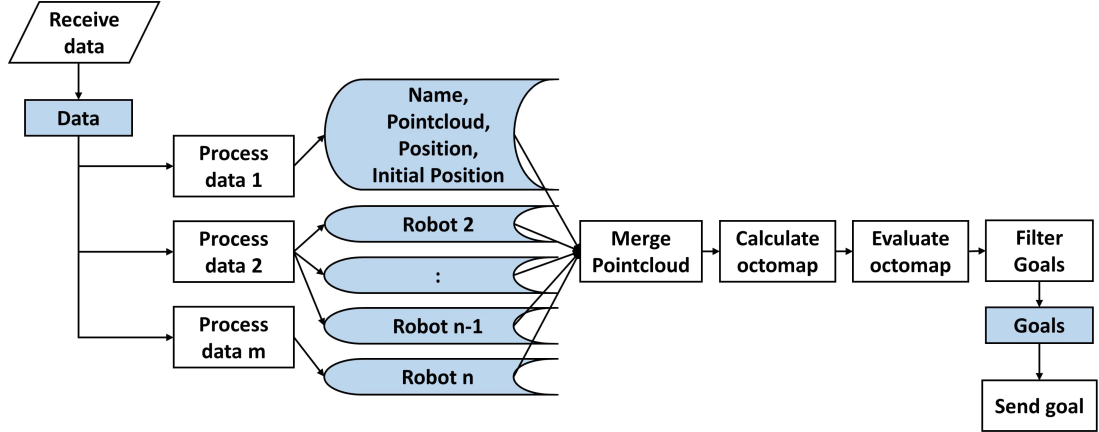 Receive
data
Data
Process
data 1
Name,
Pointcloud,
Position,
Initial Position
Process
data 2
Robot 2
:
Robot n-1
Process
data m
Robot n
Merge
Pointcloud
Calculate
octomap
Evaluate
octomap
Filter
Goals
Goals
Send goal